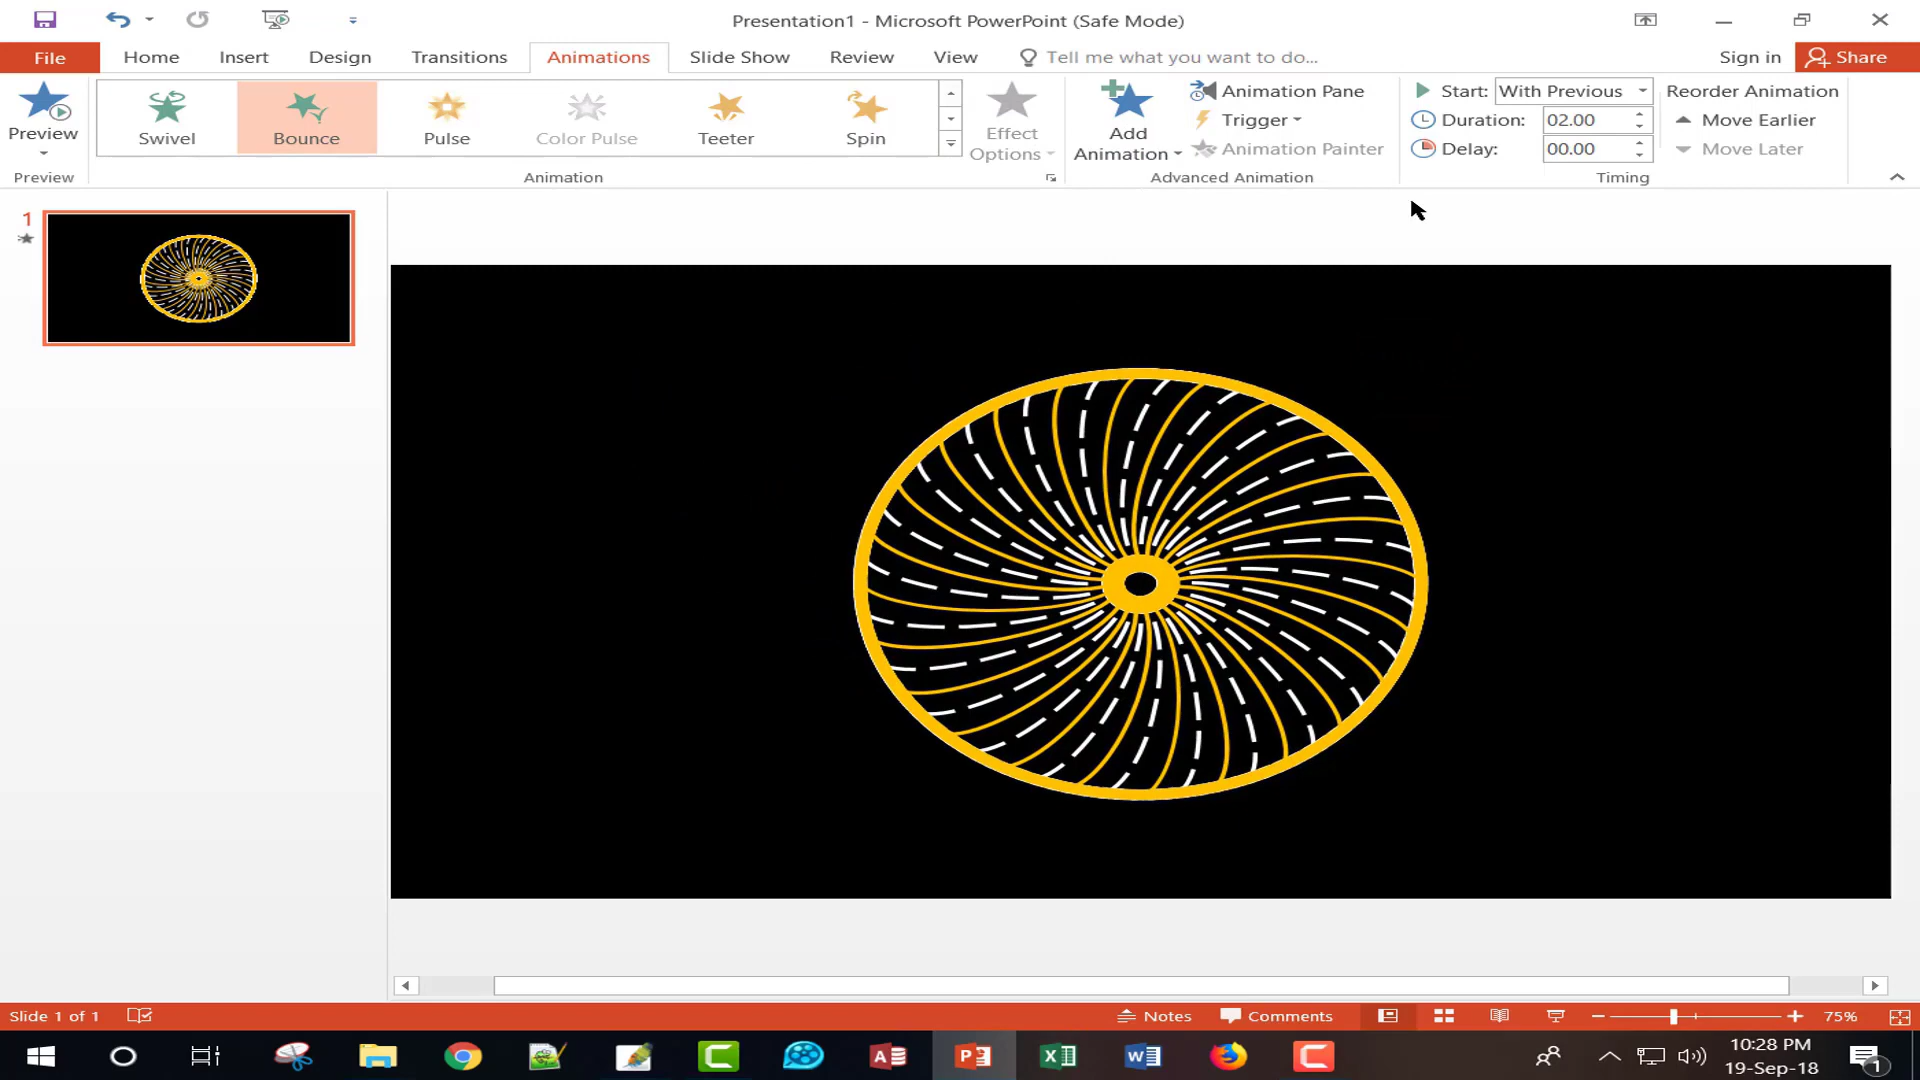 Presentation1 - Microsoft PowerPoint (Safe Mode)
File
Home
Insert
Design
Transitions
Animations
Slide Show
Review
View
Tell me what you want to do...
Sign in
Share
Preview
Preview
Swivel
Bounce
Pulse
Color Pulse
Teeter
Spin
Animation
Effect
Options
Add
Animation
Animation Pane
Trigger
Animation Painter
Advanced Animation
Start: With Previous
Duration: 02.00
Delay: 00.00
Timing
Reorder Animation
Move Earlier
Move Later
1
Slide 1 of 1
Notes
Comments
75%
10:28 PM
19-Sep-18
1